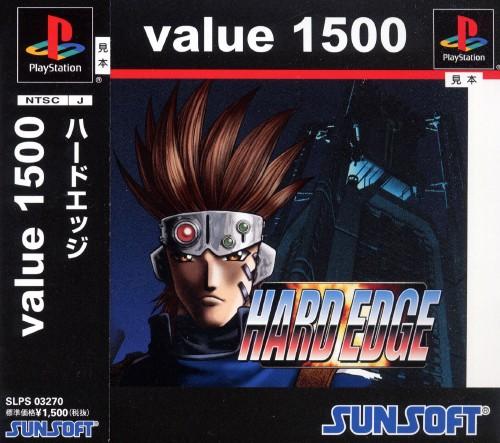 PlayStation
®
見本
NTSC J
ハードエッジ
value 1500
SLPS 03270
標準価格¥1,500(税抜)
SUNSOFT
value 1500
PlayStation
®
見本
HARD EDGE
SUNSOFT